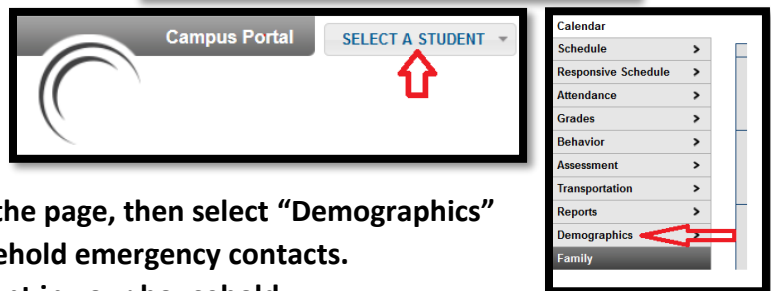 Campus Portal SELECT A STUDENT
Calendar
Schedule >
Responsive Schedule >
Attendance >
Grades >
Behavior >
Assessment >
Transportation >
Reports >
Demographics >
Family
the page, then select “Demographics”
emergency contacts.